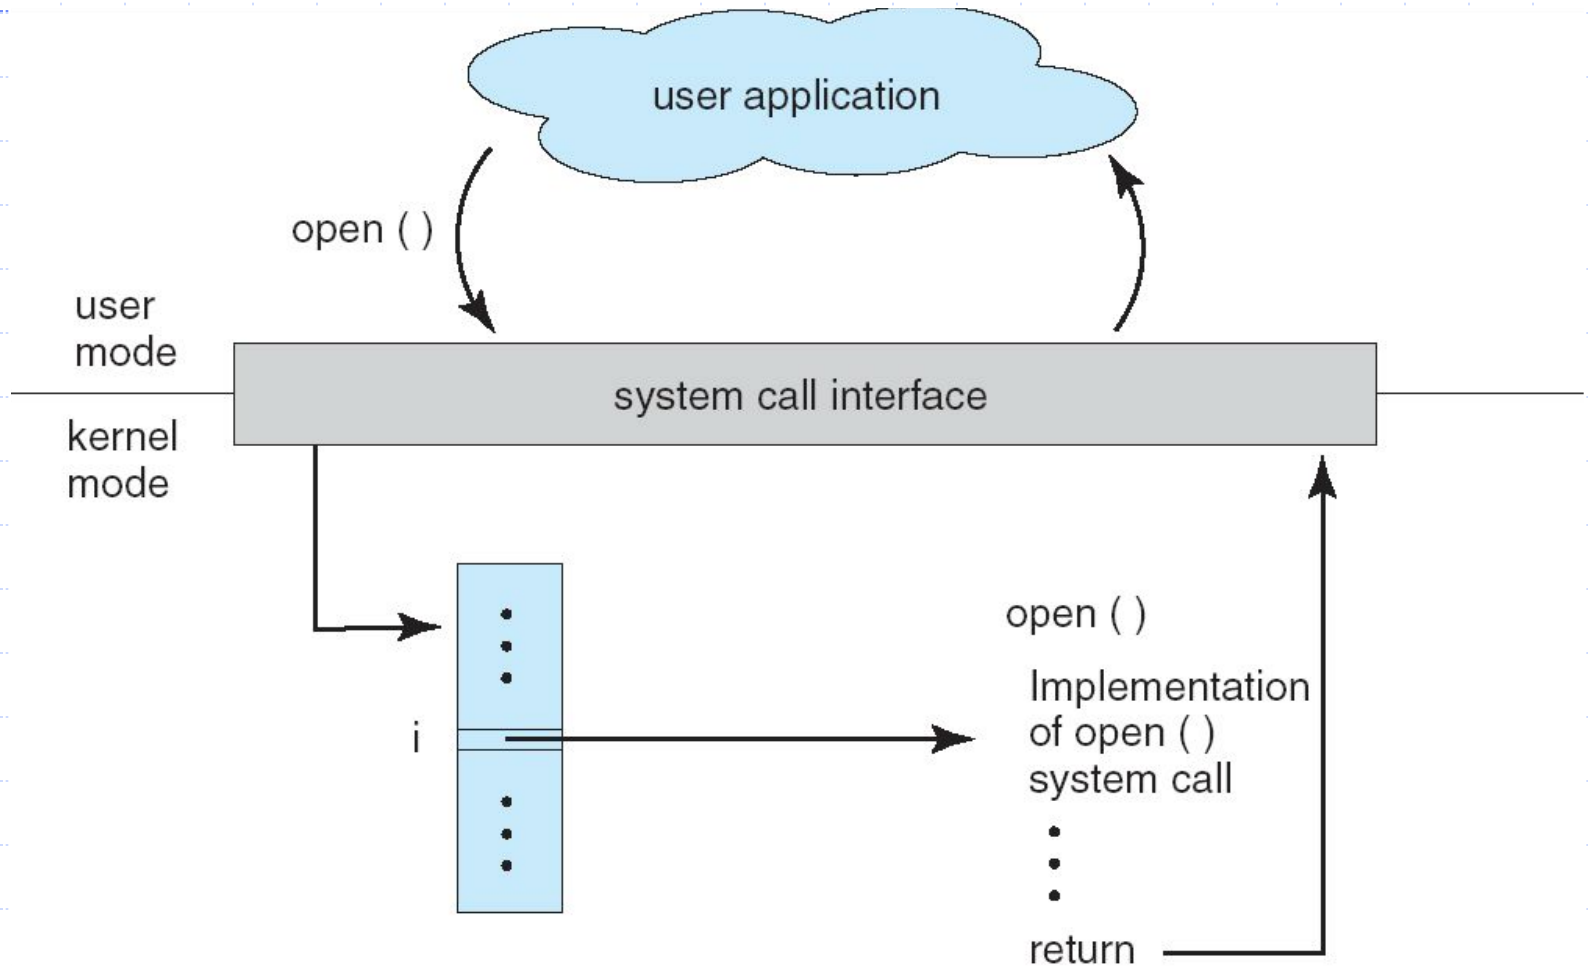 user application
open ( )
user
mode
system call interface
kernel
mode
open ( )
Implementation
of open ( )
system call
i
return